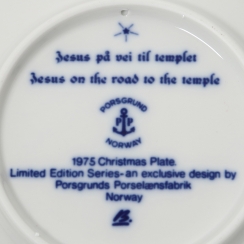 Jesus på vei til templet
Jesus on the road to the temple
PORSGRUND
P P
NORWAY
1975 Christmas Plate.
Limited Edition Series-an exclusive design by
Porsgrunds Porselænsfabrik
Norway